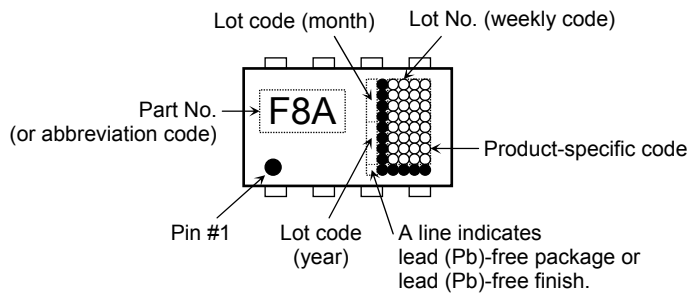 Lot code (month)
Lot No. (weekly code)
Part No.
(or abbreviation code)
F8A
Product-specific code
Pin #1
Lot code
(year)
A line indicates
lead (Pb)-free package or
lead (Pb)-free finish.